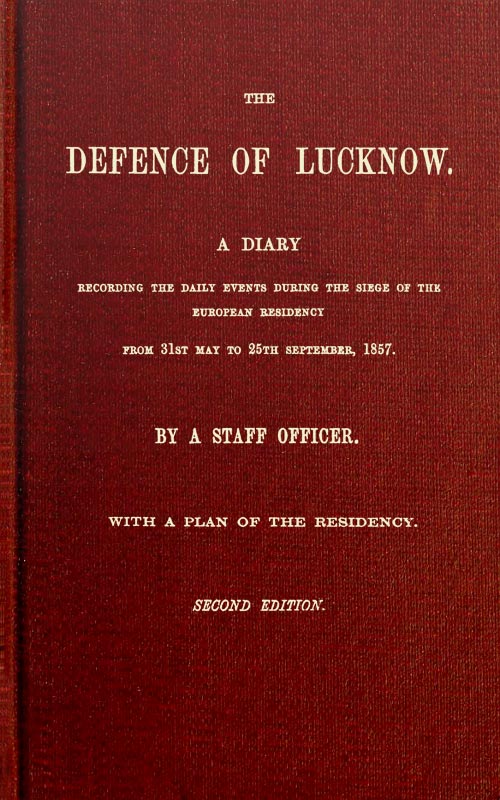 THE
DEFENCE OF LUCKNOW.
A DIARY
RECORDING THE DAILY EVENTS DURING THE SIEGE OF THE
EUROPEAN RESIDENCY
FROM 31ST MAY TO 25TH SEPTEMBER, 1857.
BY A STAFF OFFICER.
WITH A PLAN OF THE RESIDENCY.
SECOND EDITION.